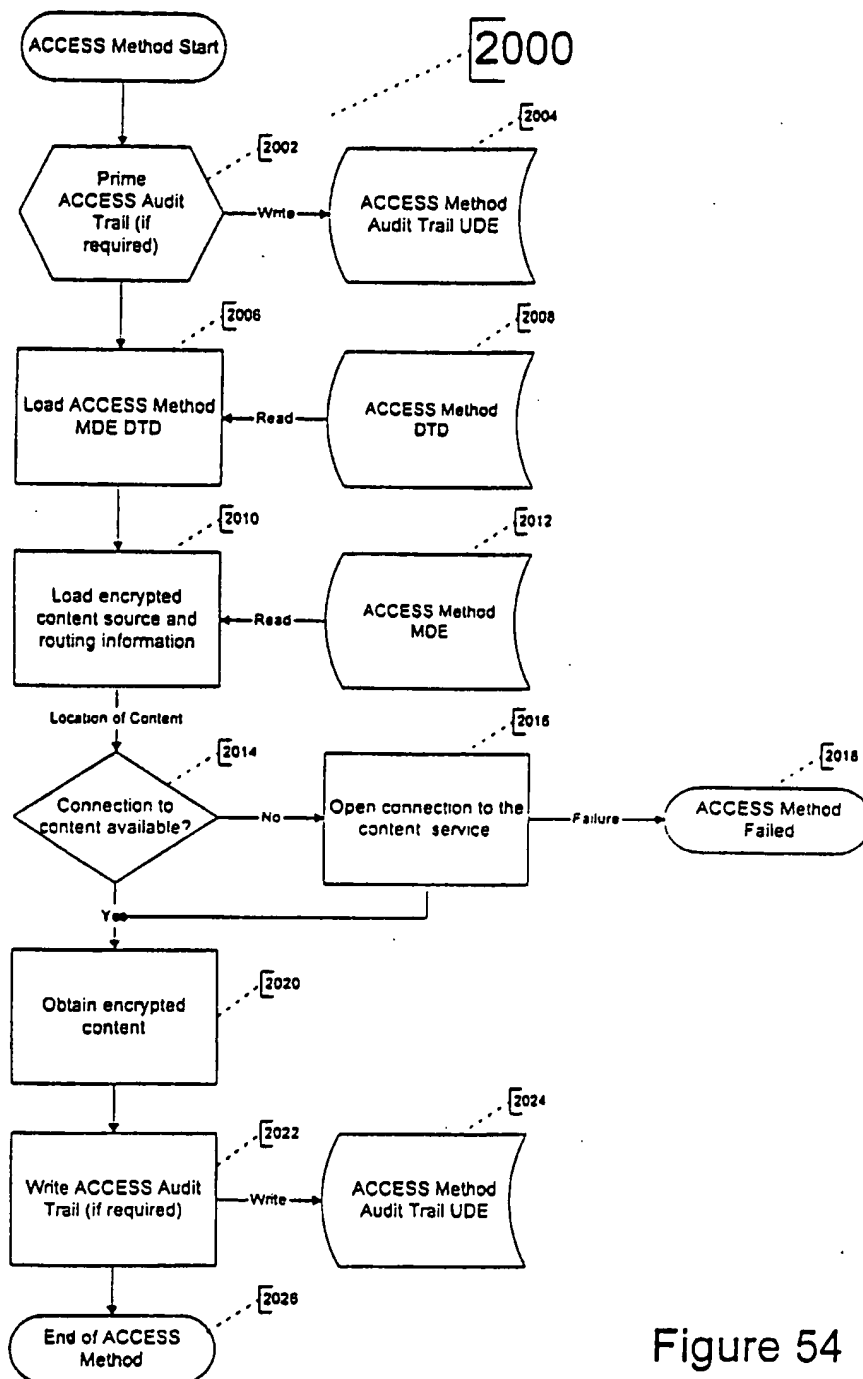 ACCESS Method Start
2000
2002
2004
Prime
ACCESS Audit
Trail (if
required)
Write
ACCESS Method
Audit Trail UDE
2006
2008
Load ACCESS Method
MDE DTD
Read
ACCESS Method
DTD
2010
2012
Load encrypted
content source and
routing information
Read
ACCESS Method
MDE
Location of Content
2014
2016
2018
Connection to
content available?
No
Open connection to the
content service
Failure
ACCESS Method
Failed
Y
2020
Obtain encrypted
content
2022
2024
Write ACCESS Audit
Trail (if required)
Write
ACCESS Method
Audit Trail UDE
2026
End of ACCESS
Method
Figure 54